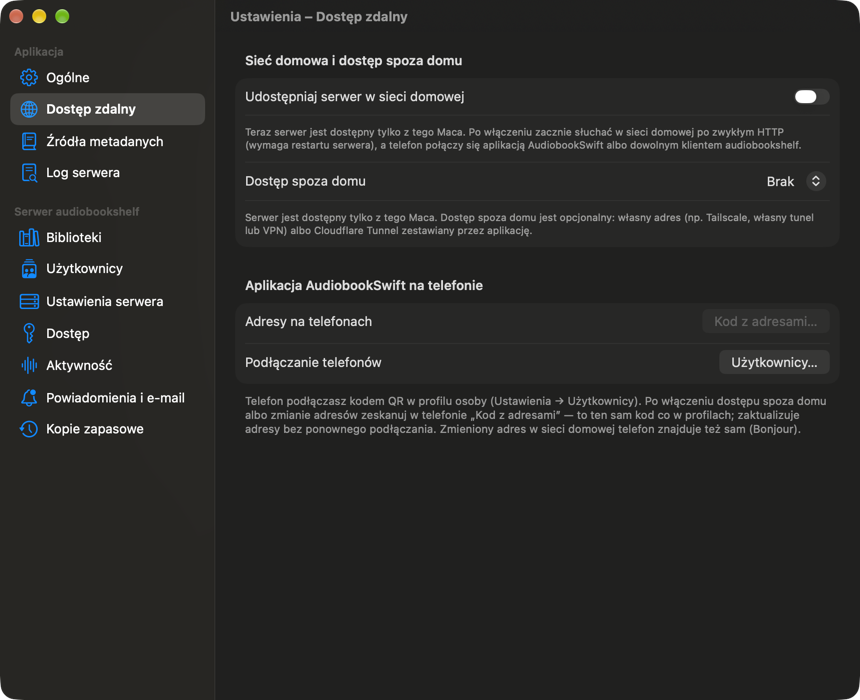 Ustawienia – Dostęp zdalny
Aplikacja
Ogólne
Dostęp zdalny
Źródła metadanych
Log serwera
Serwer audiobookshelf
Biblioteki
Użytkownicy
Ustawienia serwera
Dostęp
Aktywność
Powiadomienia i e-mail
Kopie zapasowe
Sieć domowa i dostęp spoza domu
Udostępniaj serwer w sieci domowej
Teraz serwer jest dostępny tylko z tego Maca. Po włączeniu zacznie słuchać w sieci domowej po zwykłym HTTP
(wymaga restartu serwera), a telefon połączy się aplikacją AudiobookSwift albo dowolnym klientem audiobookshelf.
Dostęp spoza domu Brak
Serwer jest dostępny tylko z tego Maca. Dostęp spoza domu jest opcjonalny: własny adres (np. Tailscale, własny tunel
lub VPN) albo Cloudflare Tunnel zestawiany przez aplikację.
Aplikacja AudiobookSwift na telefonie
Adresy na telefonach Kod z adresami...
Podłączanie telefonów Użytkownicy...
Telefon podłączasz kodem QR w profilu osoby (Ustawienia → Użytkownicy). Po włączeniu dostępu spoza domu
albo zmianie adresów zeskanuj w telefonie „Kod z adresami” — to ten sam kod co w profilach; zaktualizuje
adresy bez ponownego podłączania. Zmieniony adres w sieci domowej telefon znajduje też sam (Bonjour).